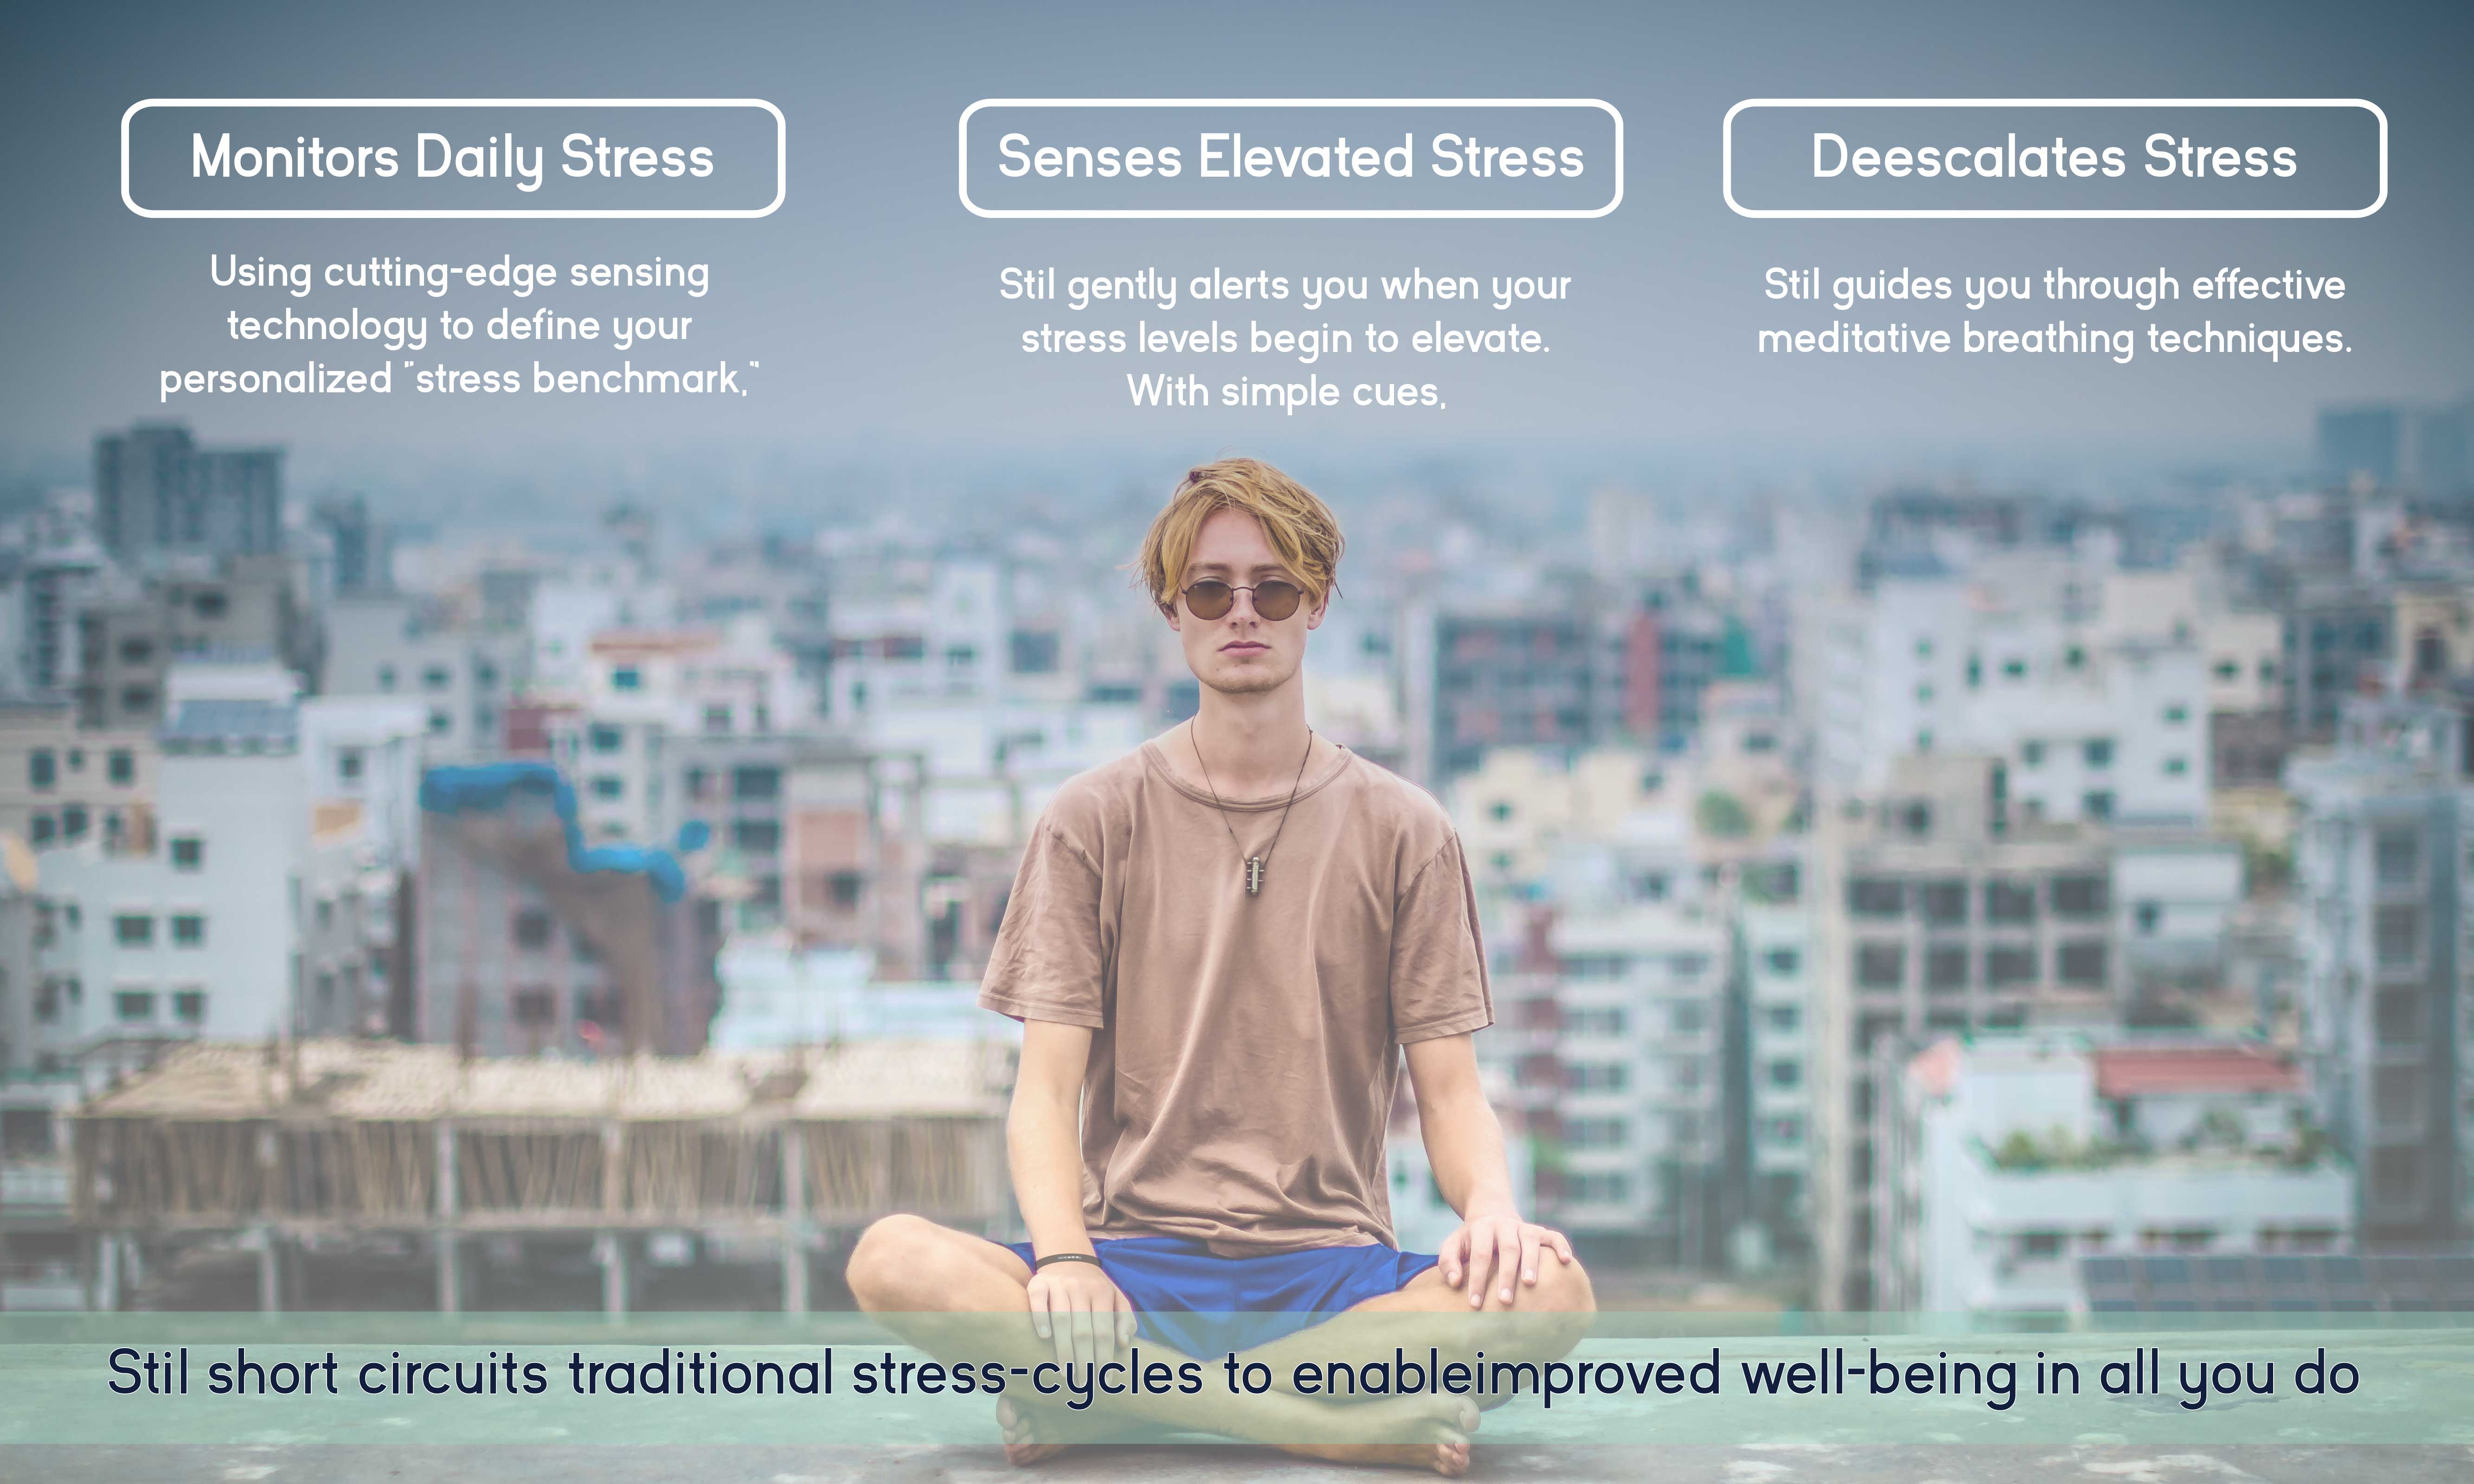 Monitors Daily Stress
Using cutting-edge sensing
technology to define your
personalized "stress benchmark,"
Senses Elevated Stress
Stil gently alerts you when your
stress levels begin to elevate.
With simple cues,
Deescalates Stress
Stil guides you through effective
meditative breathing techniques.
Stil short circuits traditional stress-cycles to enableimproved well-being in all you do